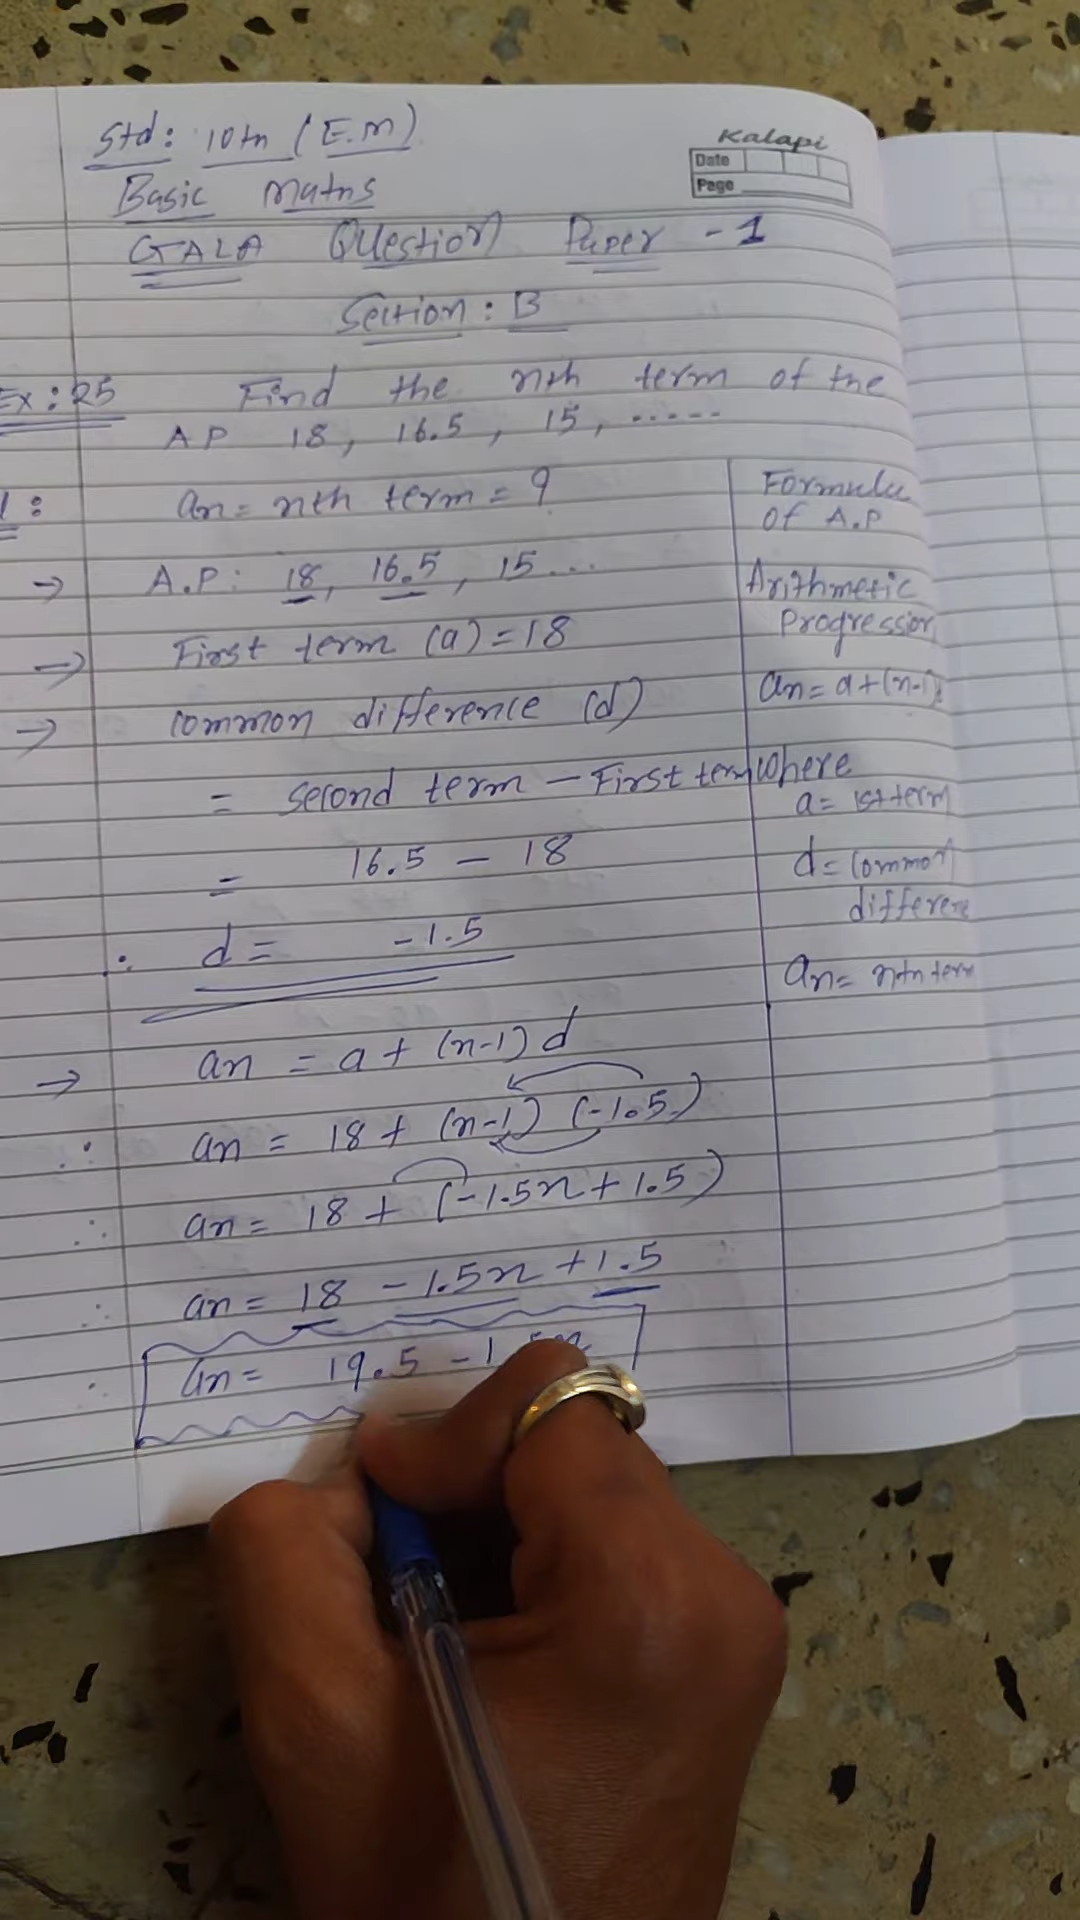 Std: 10th (E.M)
Kalapi
Date
Page
Basic Maths
GALA Question Paper - 1
Section: B
Ex: 25 Find the nth term of the
A P 18, 16.5, 15, .....
an = nth term = ?
→ A.P: 18, 16.5, 15...
→ First term (a) = 18
→ common difference (d)
= second term - First term
= 16.5 - 18
∴ d = -1.5
→ an = a + (n-1) d
∴ an = 18 + (n-1) (-1.5)
∴ an = 18 + (-1.5n + 1.5)
∴ an = 18 - 1.5n + 1.5
∴ an = 19.5 - 1.5n
Formula
of A.P
Arithmetic
Progression
an = a + (n-1)
where
a = 1st term
d = common
an = nth term